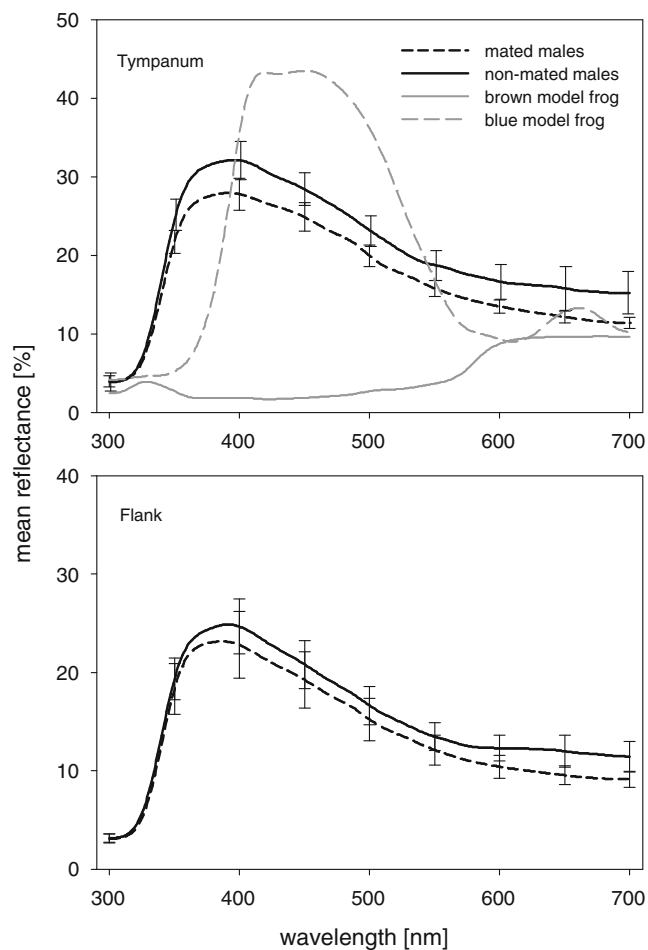 50
40
30
20
10
0
Tympanum
mated males
non-mated males
brown model frog
blue model frog
300 400 500 600 700
mean reflectance [%]
40
30
20
10
0
Flank
300 400 500 600 700
wavelength [nm]